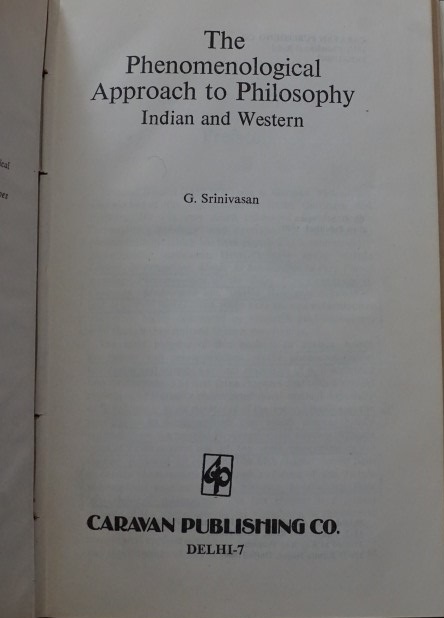 The
Phenomenological
Approach to Philosophy
Indian and Western
G. Srinivasan
CARAVAN PUBLISHING CO.
DELHI-7